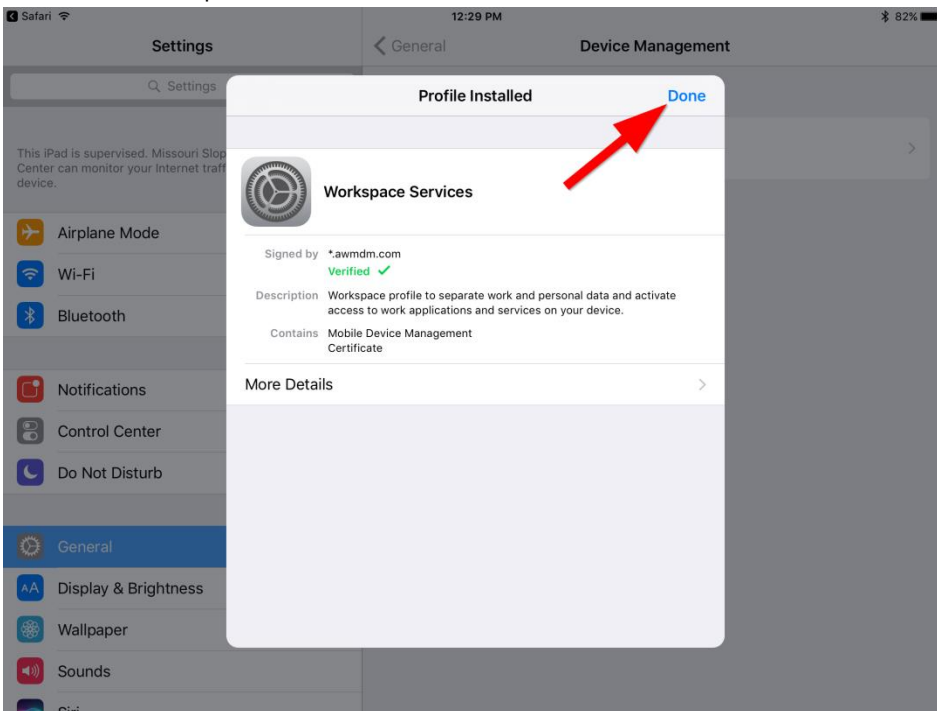 Safari
12:29 PM
82%
Settings
General
Device Management
Settings
Profile Installed
Done
This iPad is supervised. Missouri Slop
Center can monitor your Internet traff
device.
Workspace Services
Signed by *.awmdm.com
Verified ✓
Description Workspace profile to separate work and personal data and activate
access to work applications and services on your device.
Contains Mobile Device Management
Certificate
More Details
Airplane Mode
Wi-Fi
Bluetooth
Notifications
Control Center
Do Not Disturb
General
AA Display & Brightness
Wallpaper
Sounds